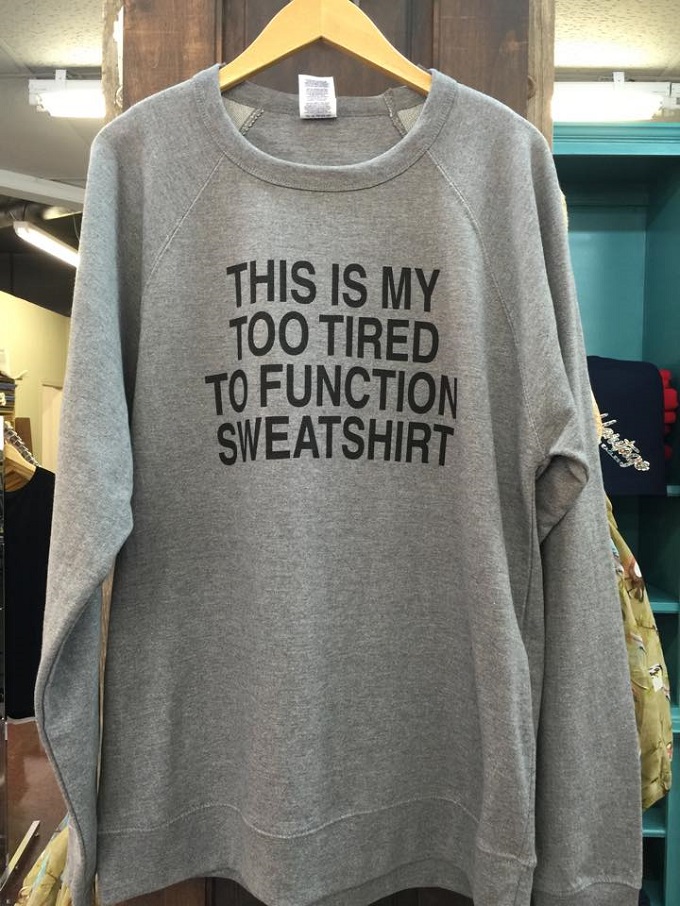 THIS IS MY
TOO TIRED
TO FUNCTION
SWEATSHIRT